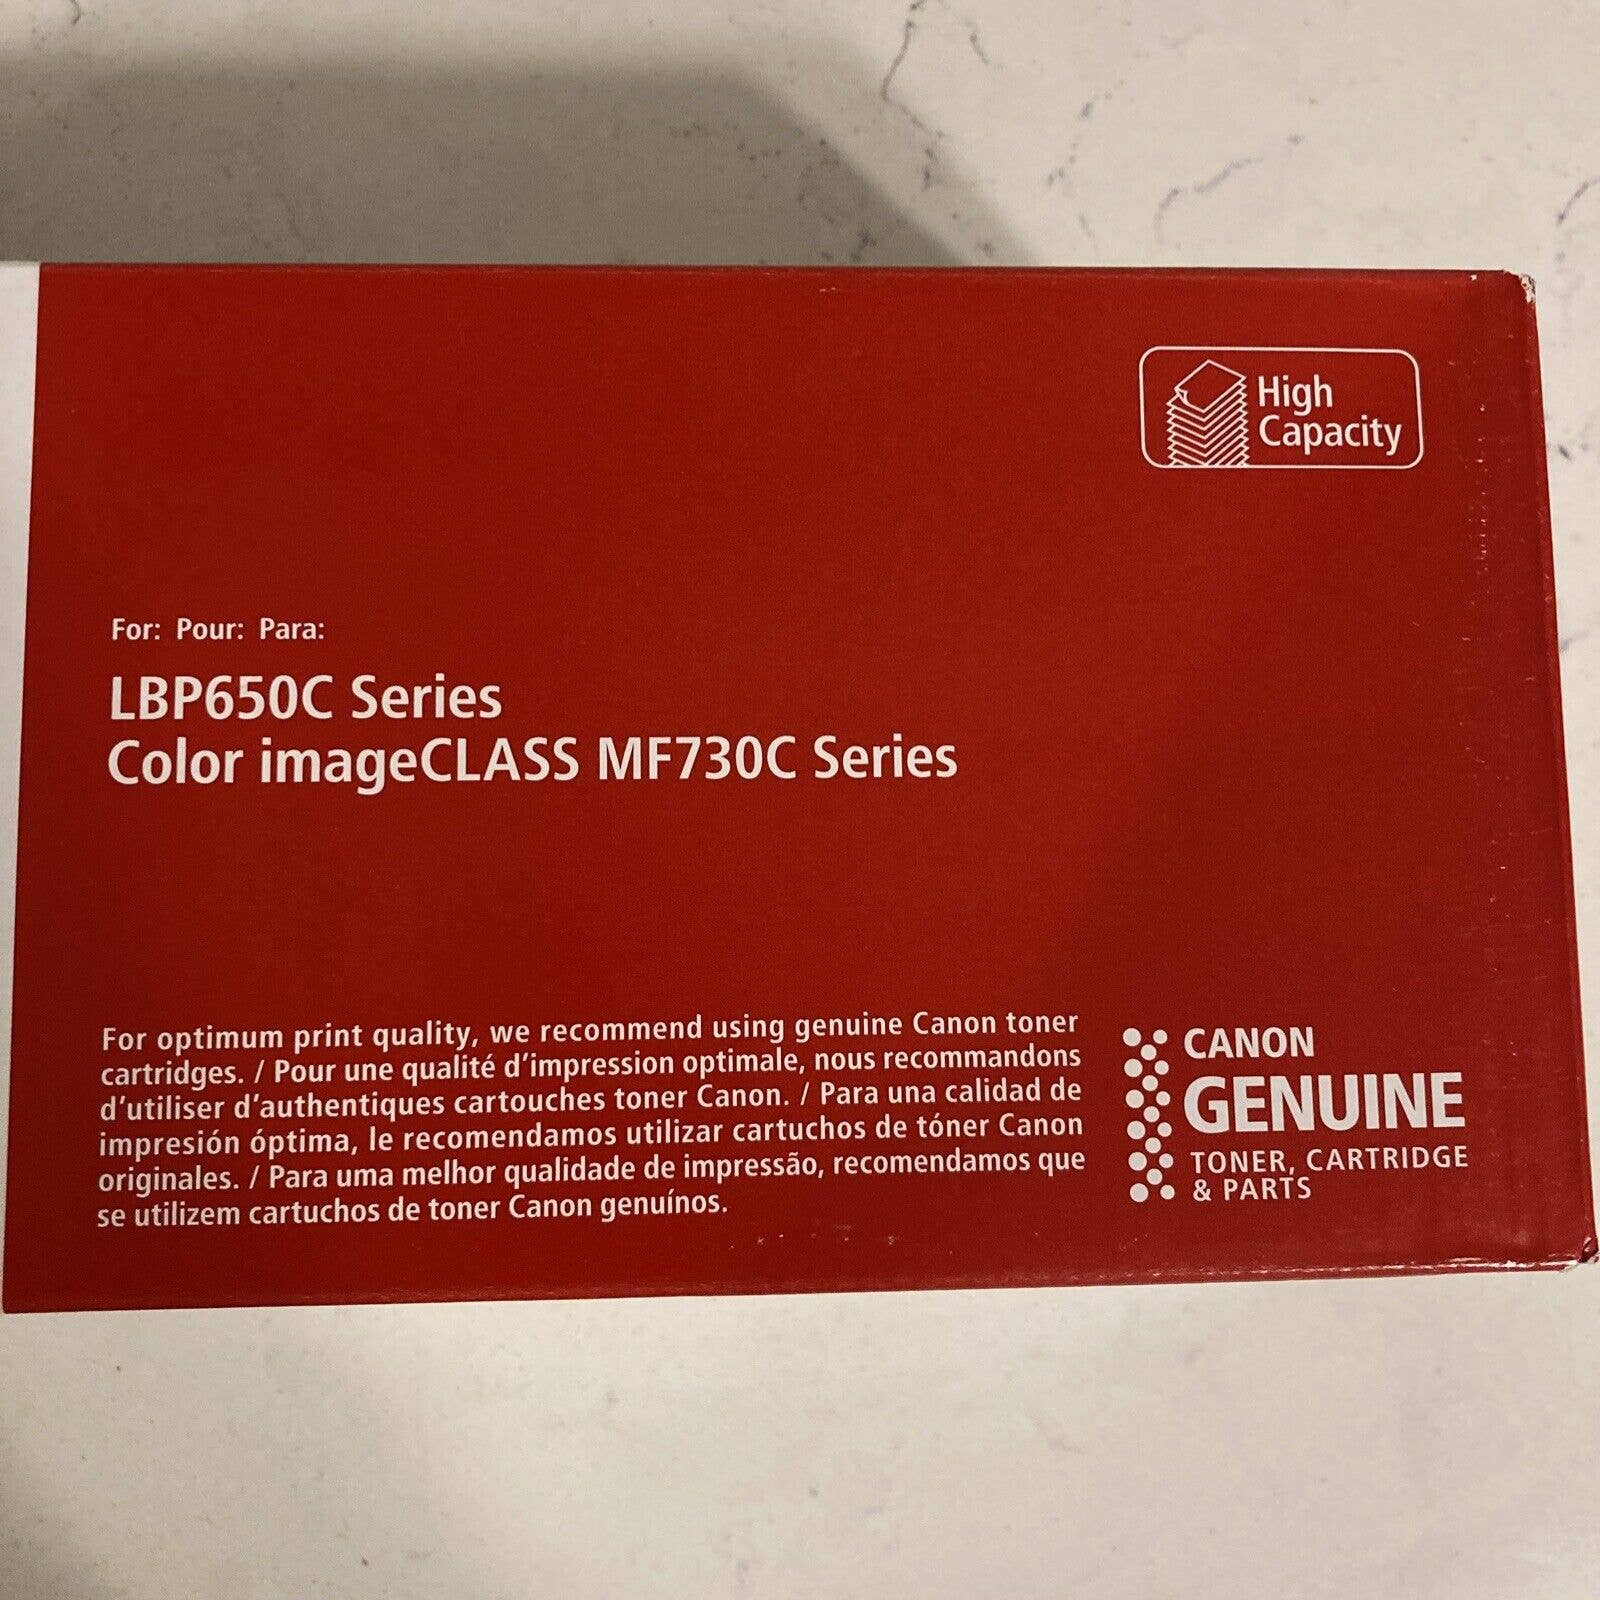 High
Capacity
For: Pour: Para:
LBP650C Series
Color imageCLASS MF730C Series
For optimum print quality, we recommend using genuine Canon toner
cartridges. / Pour une qualité d'impression optimale, nous recommandons
d'utiliser d'authentiques cartouches toner Canon. / Para una calidad de
impresión óptima, le recomendamos utilizar cartuchos de tóner Canon
originales. / Para uma melhor qualidade de impressão, recomendamos que
se utilizem cartuchos de toner Canon genuínos.
CANON
GENUINE
TONER, CARTRIDGE
& PARTS